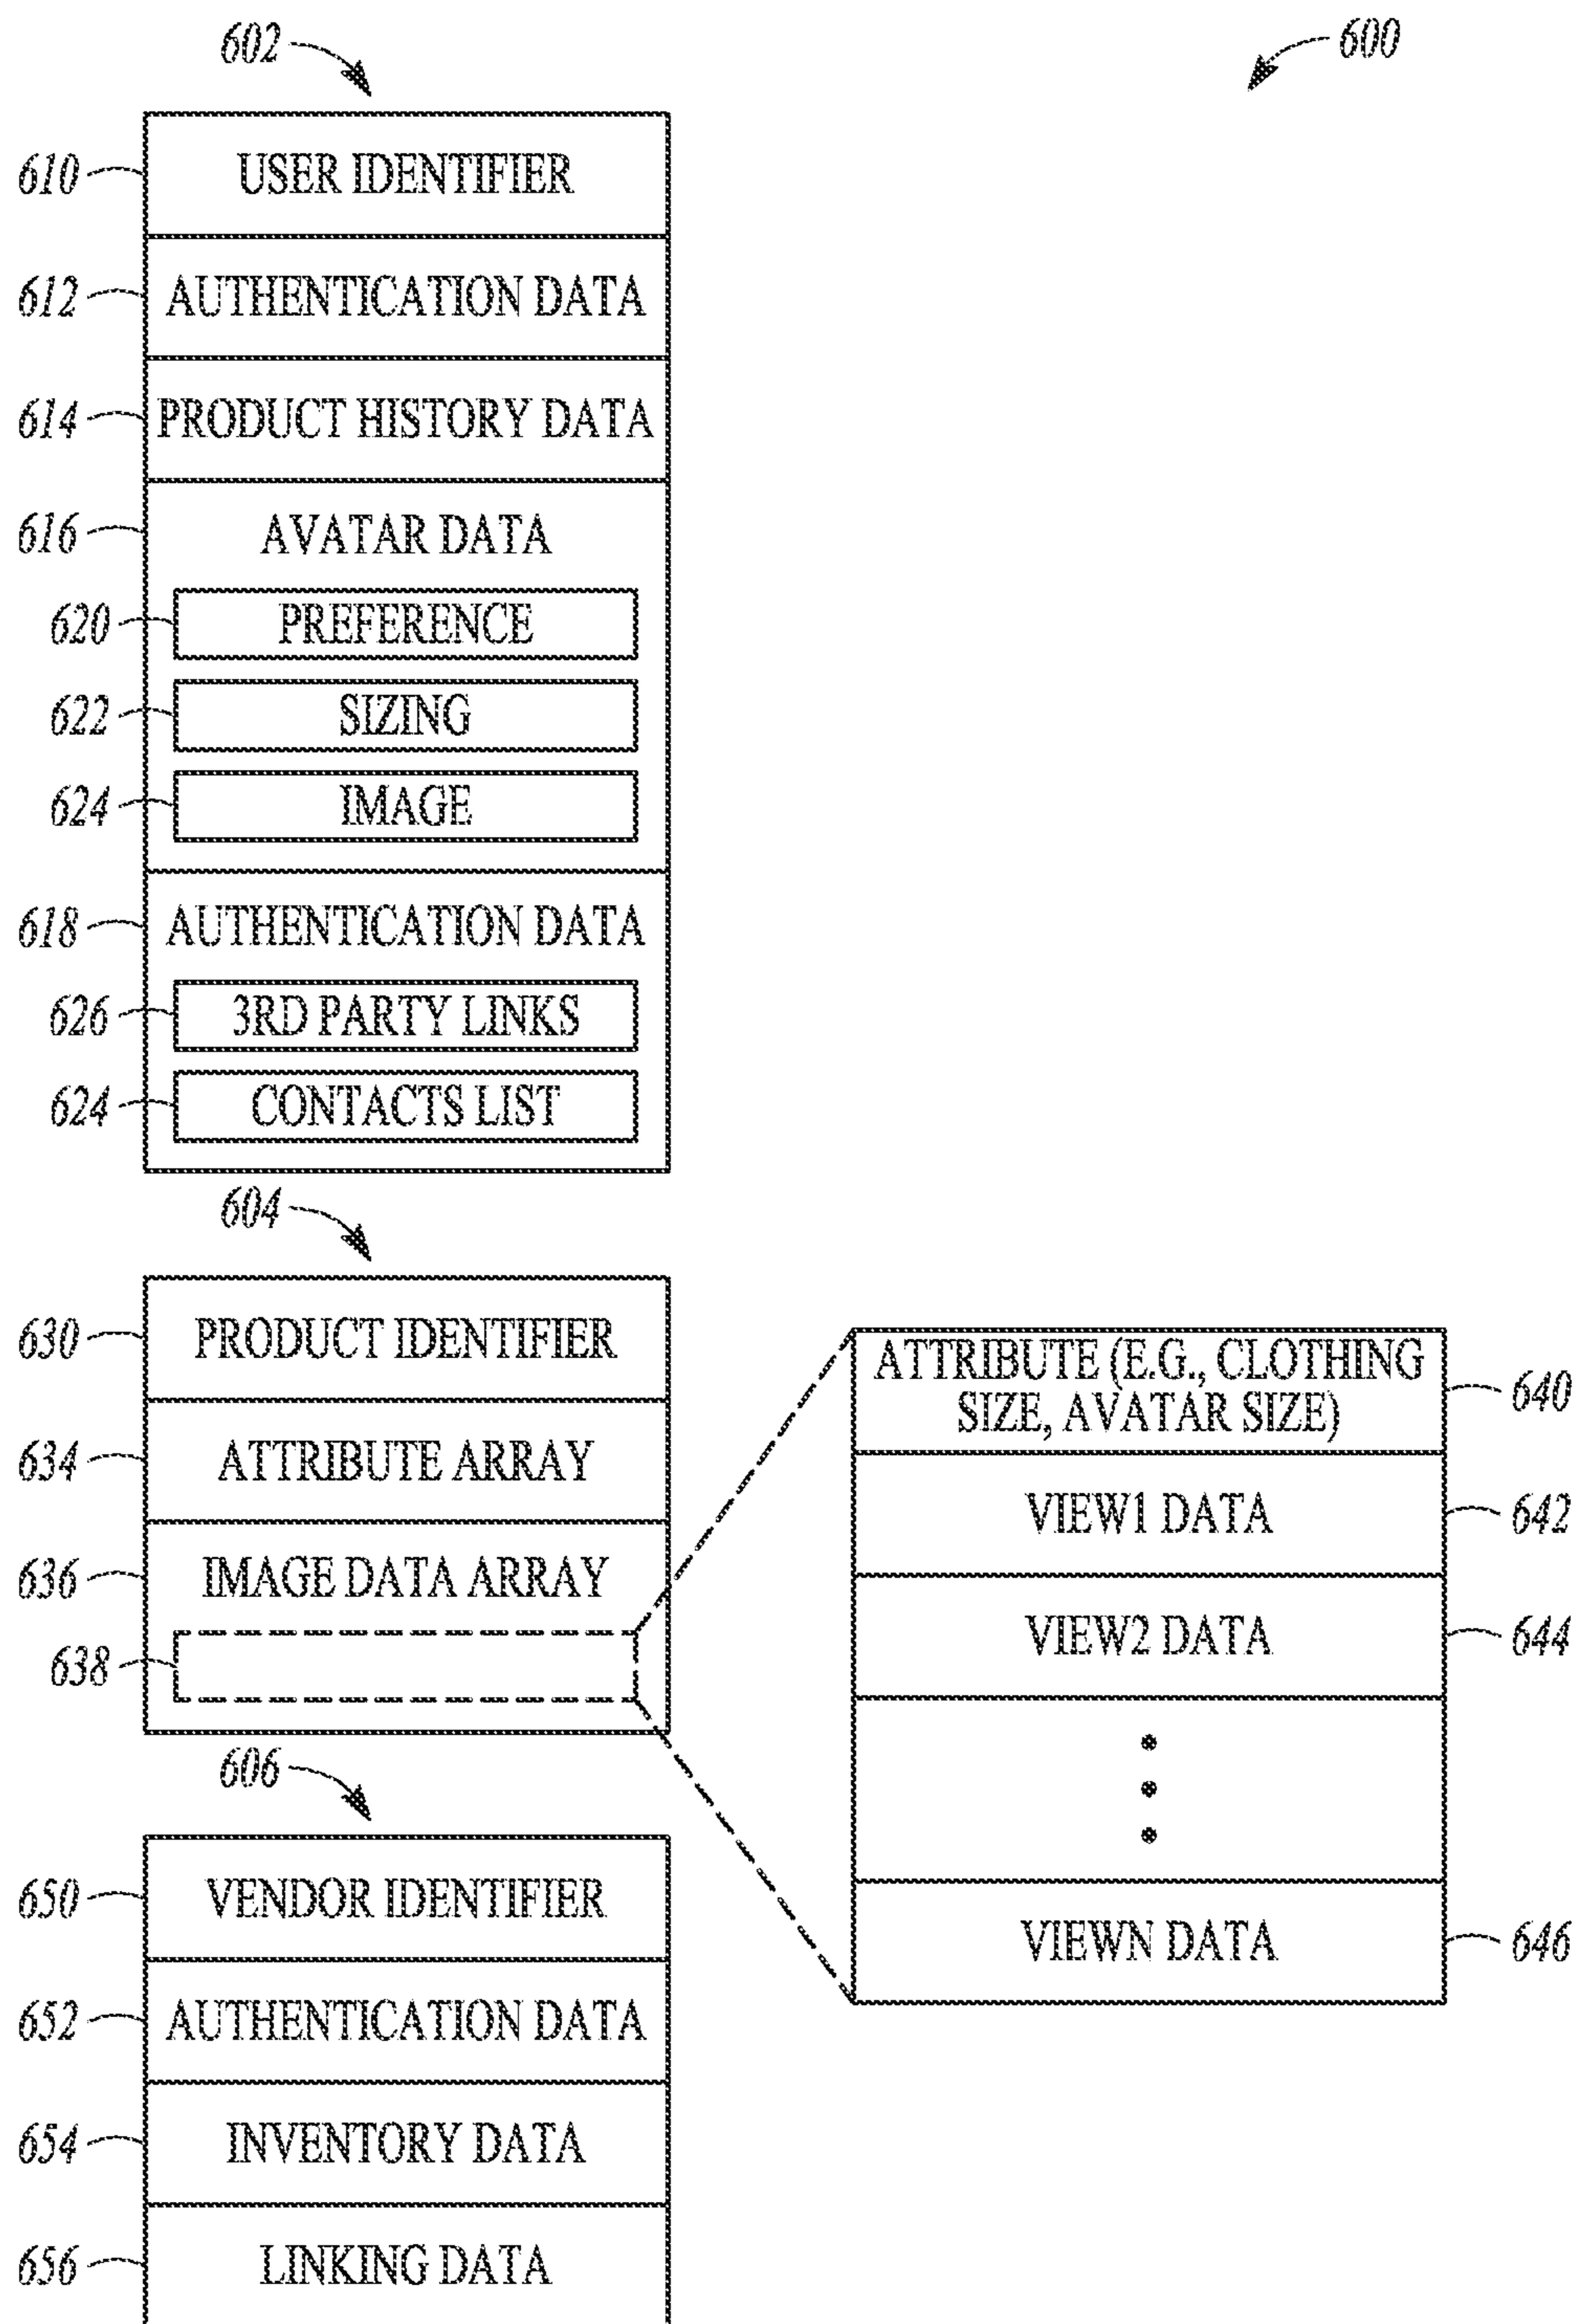 602
600
610 USER IDENTIFIER
612 AUTHENTICATION DATA
614 PRODUCT HISTORY DATA
616 AVATAR DATA
620 PREFERENCE
622 SIZING
624 IMAGE
618 AUTHENTICATION DATA
626 3RD PARTY LINKS
624 CONTACTS LIST
604
630 PRODUCT IDENTIFIER
634 ATTRIBUTE ARRAY
636 IMAGE DATA ARRAY
638
ATTRIBUTE (E.G., CLOTHING
SIZE, AVATAR SIZE) 640
VIEW1 DATA 642
VIEW2 DATA 644
VIEWN DATA 646
606
650 VENDOR IDENTIFIER
652 AUTHENTICATION DATA
654 INVENTORY DATA
656 LINKING DATA